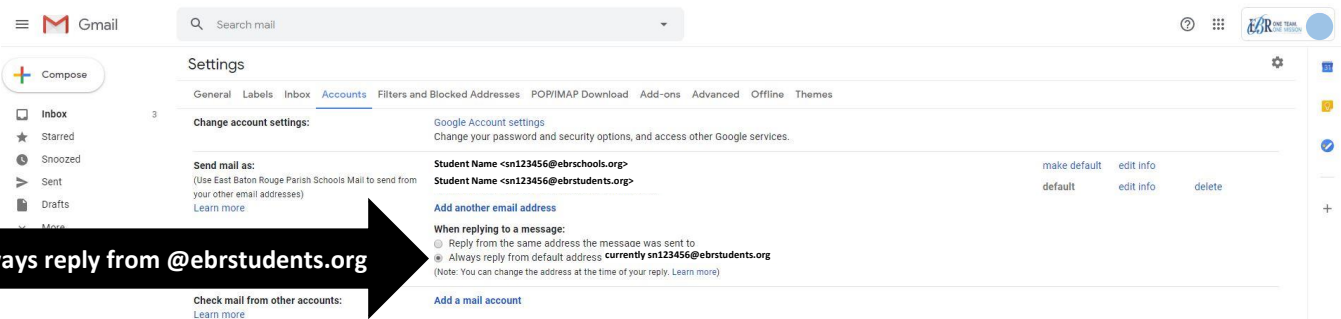 Gmail
Search mail
EBR ONE TEAM, ONE VISION
Compose
Settings
General Labels Inbox Accounts Filters and Blocked Addresses POP/IMAP Download Add-ons Advanced Offline Themes
Inbox 3
Starred
Snoozed
Sent
Drafts
More
Change account settings:
Google Account settings
Change your password and security options, and access other Google services.
Send mail as:
(Use East Baton Rouge Parish Schools Mail to send from
your other email addresses)
Learn more
Student Name <sn123456@ebrschools.org> make default edit info
Student Name <sn123456@ebrstudents.org> default edit info delete
Add another email address
When replying to a message:
Reply from the same address the message was sent to
Always reply from default address currently sn123456@ebrstudents.org
(Note: You can change the address at the time of your reply. Learn more)
ays reply from @ebrstudents.org
Check mail from other accounts:
Learn more
Add a mail account